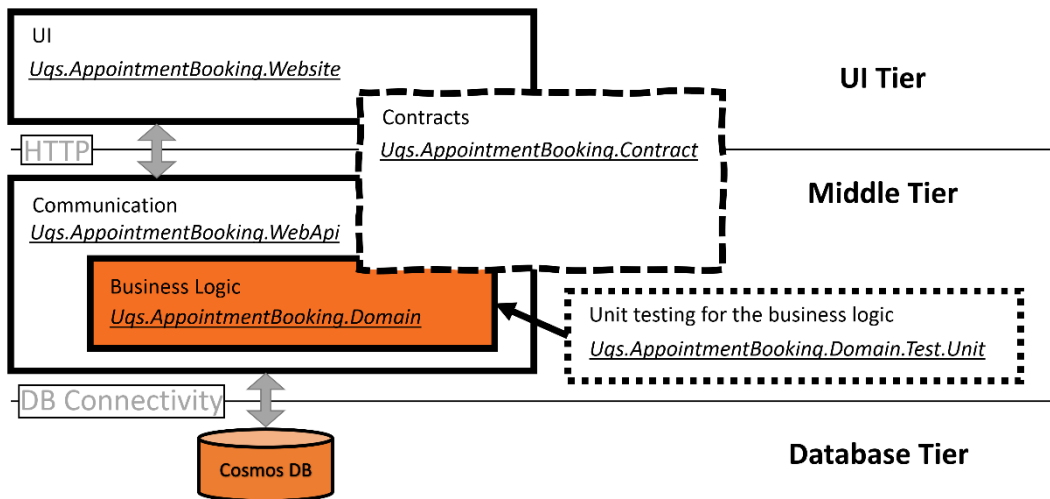 UI
Uqs.AppointmentBooking.Website
UI Tier
Contracts
Uqs.AppointmentBooking.Contract
HTTP
Middle Tier
Communication
Uqs.AppointmentBooking.WebApi
Business Logic
Uqs.AppointmentBooking.Domain
Unit testing for the business logic
Uqs.AppointmentBooking.Domain.Test.Unit
DB Connectivity
Database Tier
Cosmos DB